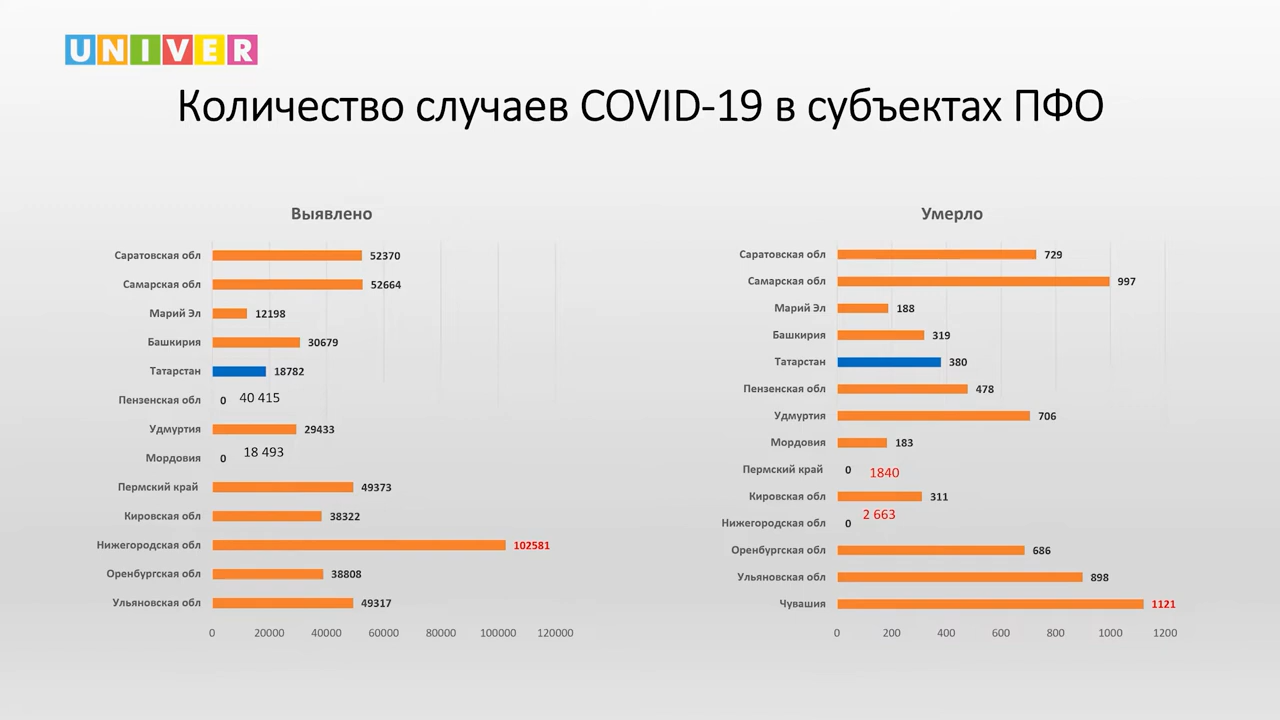 UNIVER
Количество случаев COVID-19 в субъектах ПФО
Выявлено
Саратовская обл 52370
Самарская обл 52664
Марий Эл 12198
Башкирия 30679
Татарстан 18782
Пензенская обл 0 40 415
Удмуртия 29433
Мордовия 0 18 493
Пермский край 49373
Кировская обл 38322
Нижегородская обл 102581
Оренбургская обл 38808
Ульяновская обл 49317
0 20000 40000 60000 80000 100000 120000
Умерло
Саратовская обл 729
Самарская обл 997
Марий Эл 188
Башкирия 319
Татарстан 380
Пензенская обл 478
Удмуртия 706
Мордовия 183
Пермский край 0 1840
Кировская обл 311
Нижегородская обл 0 2 663
Оренбургская обл 686
Ульяновская обл 898
Чувашия 1121
0 200 400 600 800 1000 1200